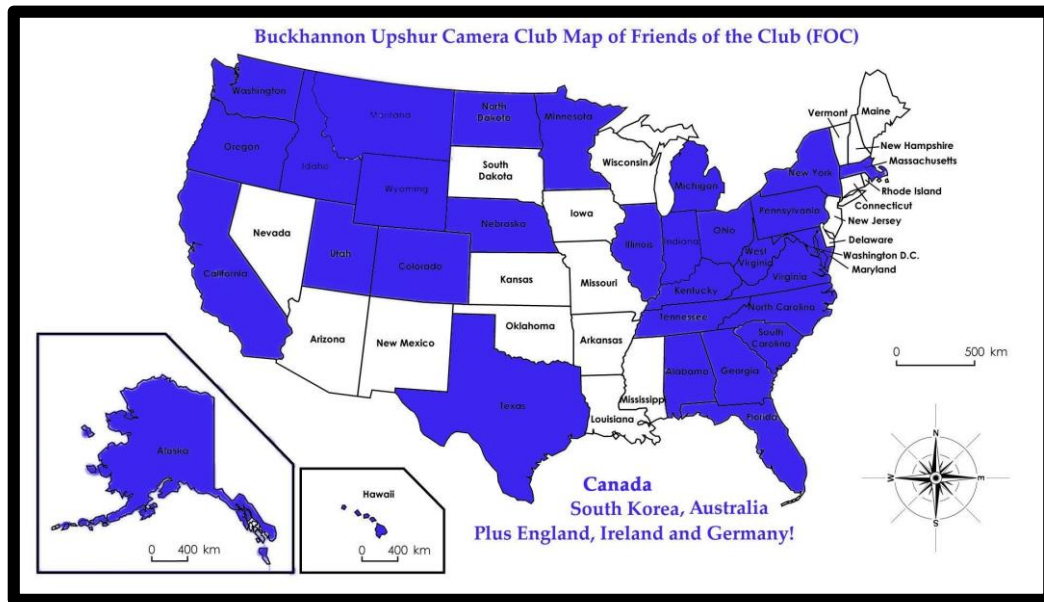 Buckhannon Upshur Camera Club Map of Friends of the Club (FOC)
Washington
Montana
North
Dakota
Minnesota
Vermont
Maine
New Hampshire
Massachusetts
Rhode Island
Connecticut
New Jersey
Delaware
Washington D.C.
Maryland
Oregon
Idaho
Wyoming
South
Dakota
Wisconsin
Michigan
New York
Pennsylvania
Nebraska
Iowa
Illinois
Indiana
Ohio
West
Virginia
Virginia
Nevada
Utah
Colorado
California
Kansas
Missouri
Kentucky
North Carolina
Tennessee
South
Carolina
Arizona
New Mexico
Oklahoma
Arkansas
Mississipp
Alabama
Georgia
Texas
Louisiana
Florida
0 500 km
Alaska
0 400 km
Hawaii
0 400 km
N
W
E
S
Canada
South Korea, Australia
Plus England, Ireland and Germany!